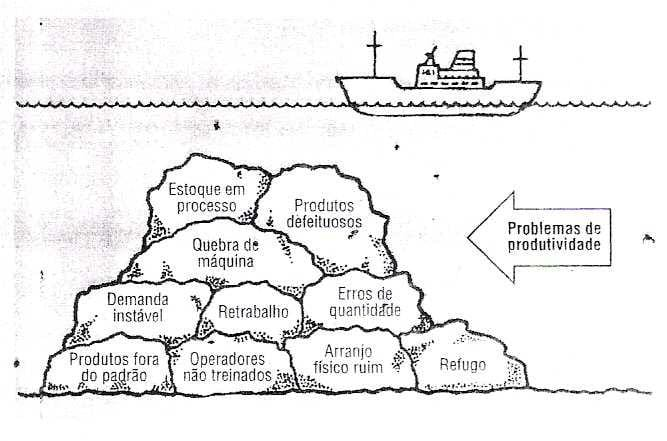 Estoque em
processo
Produtos
defeituosos
Problemas de
produtividade
Quebra de
máquina
Demanda
instável
Retrabalho
Erros de
quantidade
Produtos fora
do padrão
Operadores
não treinados
Arranjo
físico ruim
Refugo